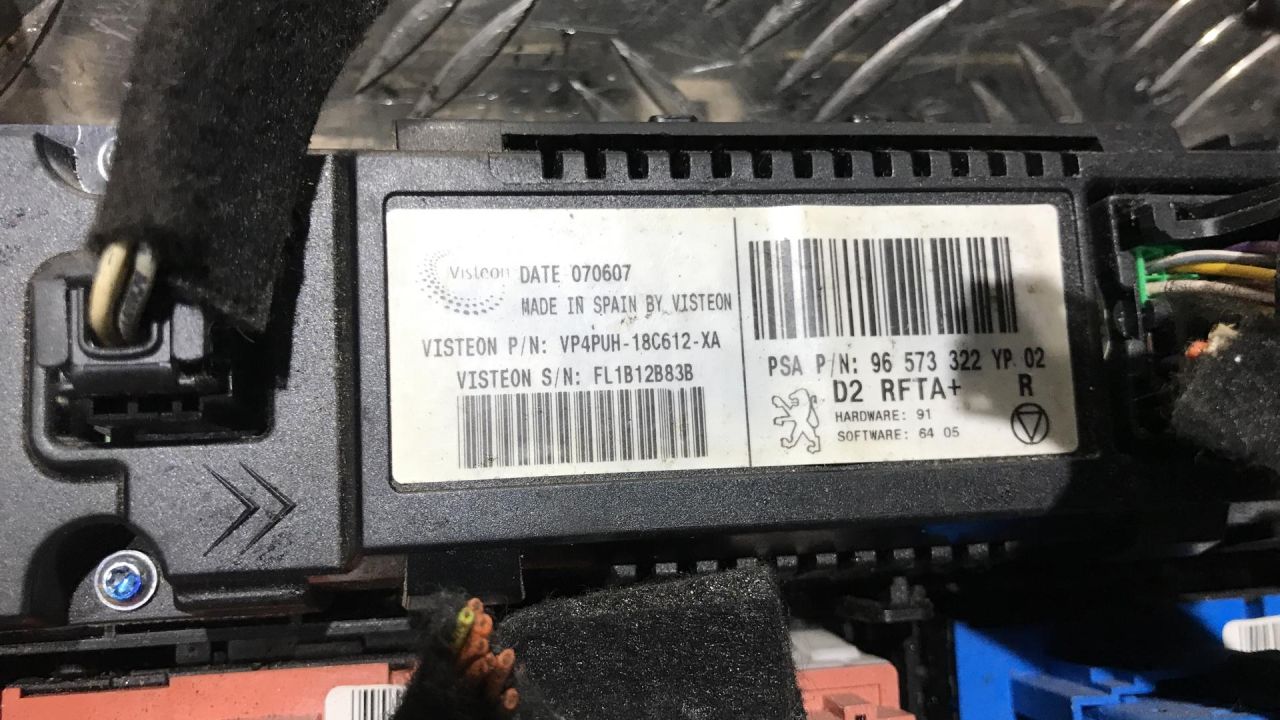 Visteon
DATE 070607
MADE IN SPAIN BY VISTEON
VISTEON P/N: VP4PUH-18C612-XA
VISTEON S/N: FL1B12B83B
PSA P/N: 96 573 322 YP 02
D2 RFTA+ R
HARDWARE: 91
SOFTWARE: 64 05